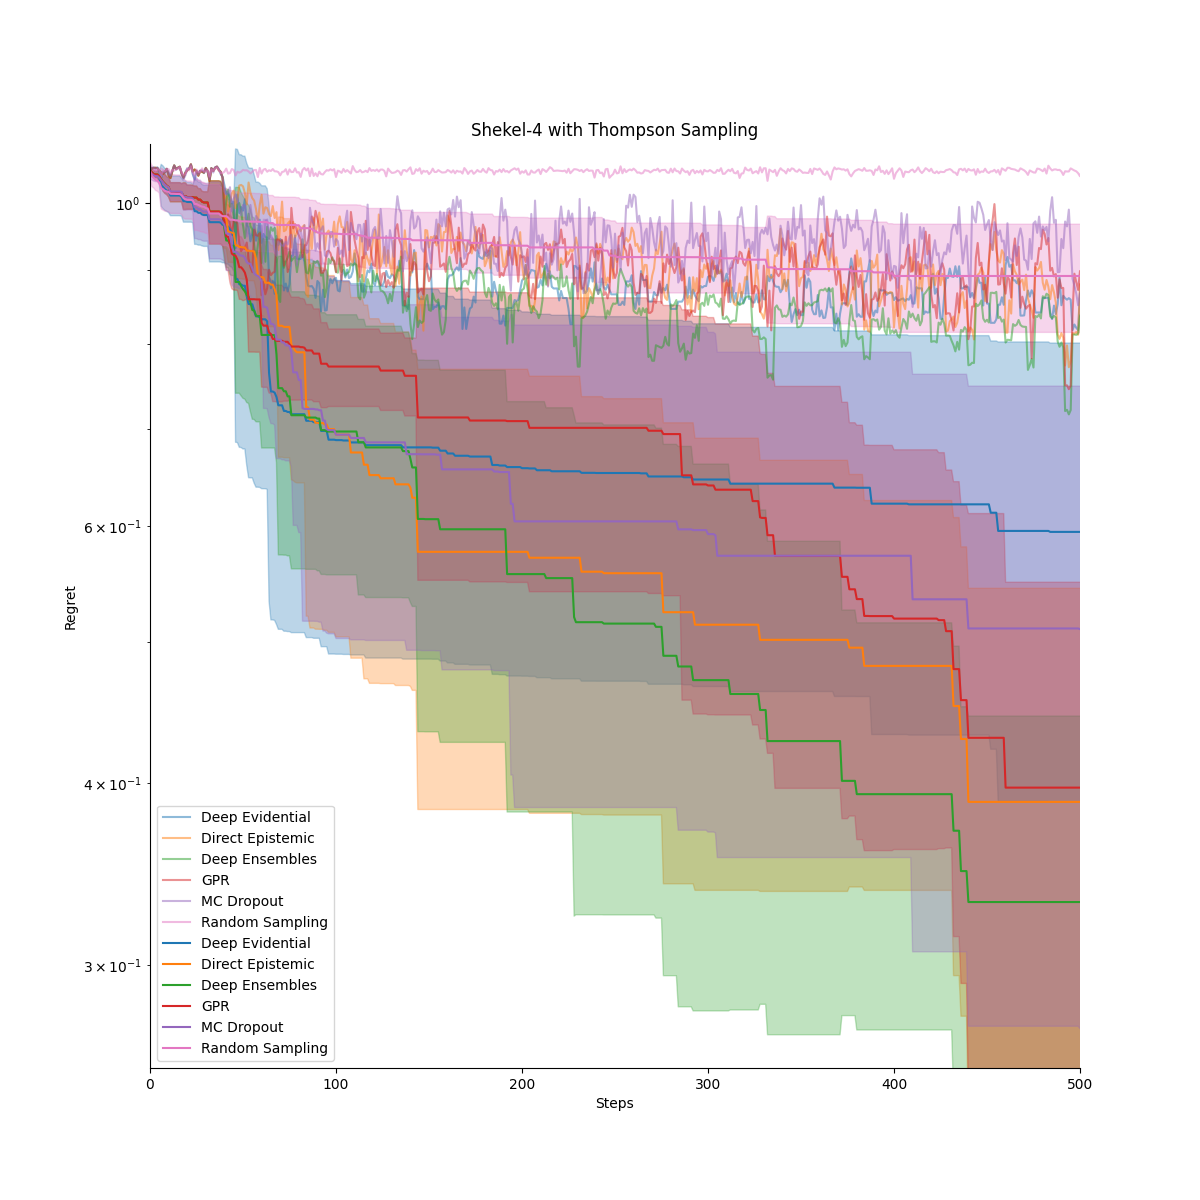 Shekel-4 with Thompson Sampling
Regret
10^0
6 × 10^-1
4 × 10^-1
3 × 10^-1
Deep Evidential
Direct Epistemic
Deep Ensembles
GPR
MC Dropout
Random Sampling
Deep Evidential
Direct Epistemic
Deep Ensembles
GPR
MC Dropout
Random Sampling
0 100 200 300 400 500
Steps